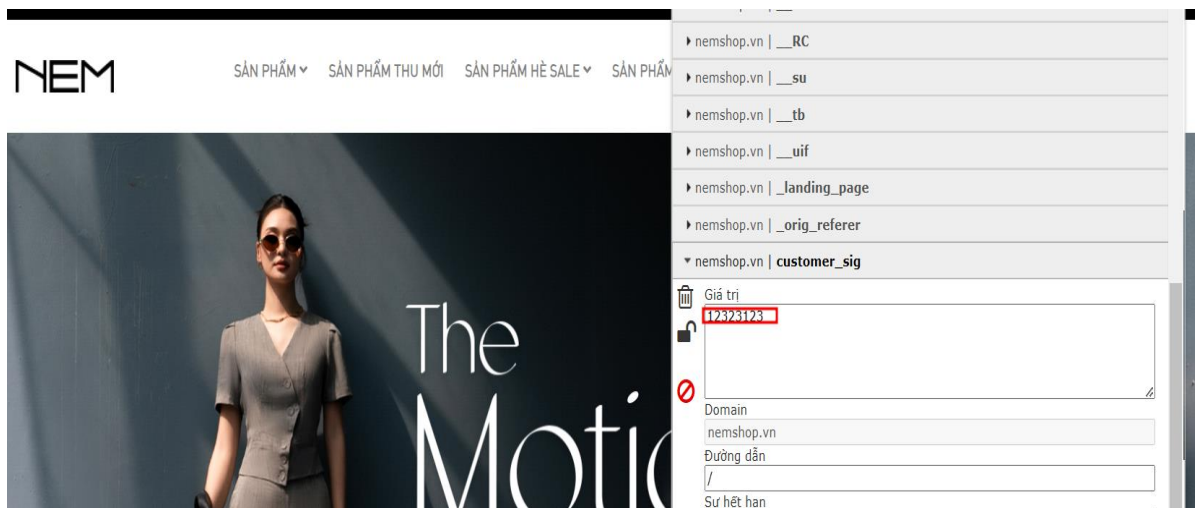 NEM
SẢN PHẨM
SẢN PHẨM THU MỚI
SẢN PHẨM HÈ SALE
SẢN PHẨM
The
Motio
nemshop.vn | __RC
nemshop.vn | __su
nemshop.vn | __tb
nemshop.vn | __uif
nemshop.vn | _landing_page
nemshop.vn | _orig_referer
nemshop.vn | customer_sig
Giá trị
12323123
Domain
nemshop.vn
Đường dẫn
/
Sự hết hạn